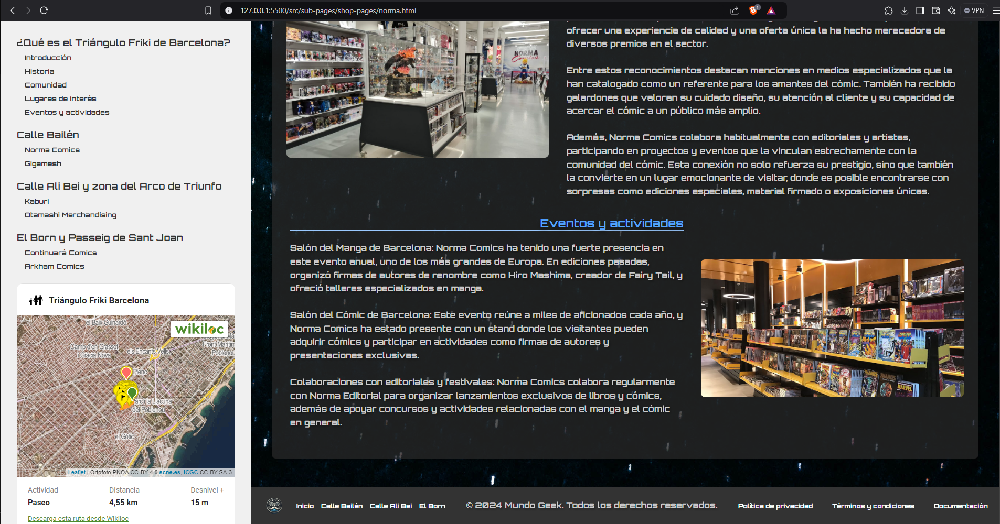 127.0.0.1:5500/src/sub-pages/shop-pages/norma.html
1
VPN
¿Qué es el Triángulo Friki de Barcelona?
Introducción
Historia
Comunidad
Lugares de interés
Eventos y actividades
Calle Bailén
Norma Comics
Gigamesh
Calle Ali Bei y zona del Arco de Triunfo
Kaburi
Otamashi Merchandising
El Born y Passeig de Sant Joan
Continuará Comics
Arkham Comics
Triángulo Friki Barcelona
el Baix Guinardó
wikiloc
Camp d'en Grassot
i Gràcia Nova
els Encants Vells
Front Marítim
Poblenou
el Parc i la Llacuna
del Poblenou
el Gòtic
Leaflet | Ortofoto PNOA CC-BY 4.0 scne.es, ICGC CC-BY-SA-3
Actividad
Distancia
Desnivel +
Paseo
4,55 km
15 m
Descarga esta ruta desde Wikiloc
NORMA
Comics
ofrecer una experiencia de calidad y una oferta única la ha hecho merecedora de
diversos premios en el sector.
Entre estos reconocimientos destacan menciones en medios especializados que la
han catalogado como un referente para los amantes del cómic. También ha recibido
galardones que valoran su cuidado diseño, su atención al cliente y su capacidad de
acercar el cómic a un público más amplio.
Además, Norma Comics colabora habitualmente con editoriales y artistas,
participando en proyectos y eventos que la vinculan estrechamente con la
comunidad del cómic. Esta conexión no solo refuerza su prestigio, sino que también
la convierte en un lugar emocionante de visitar, donde es posible encontrarse con
sorpresas como ediciones especiales, material firmado o exposiciones únicas.
Eventos y actividades
Salón del Manga de Barcelona: Norma Comics ha tenido una fuerte presencia en
este evento anual, uno de los más grandes de Europa. En ediciones pasadas,
organizó firmas de autores de renombre como Hiro Mashima, creador de Fairy Tail, y
ofreció talleres especializados en manga.
Salón del Cómic de Barcelona: Este evento reúne a miles de aficionados cada año, y
Norma Comics ha estado presente con un stand donde los visitantes pueden
adquirir cómics y participar en actividades como firmas de autores y
presentaciones exclusivas.
Colaboraciones con editoriales y festivales: Norma Comics colabora regularmente
con Norma Editorial para organizar lanzamientos exclusivos de libros y cómics,
además de apoyar concursos y actividades relacionadas con el manga y el cómic
en general.
THANOS
MARVEL
Inicio
Calle Bailén
Calle Ali Bei
El Born
© 2024 Mundo Geek. Todos los derechos reservados.
Política de privacidad
Términos y condiciones
Documentación